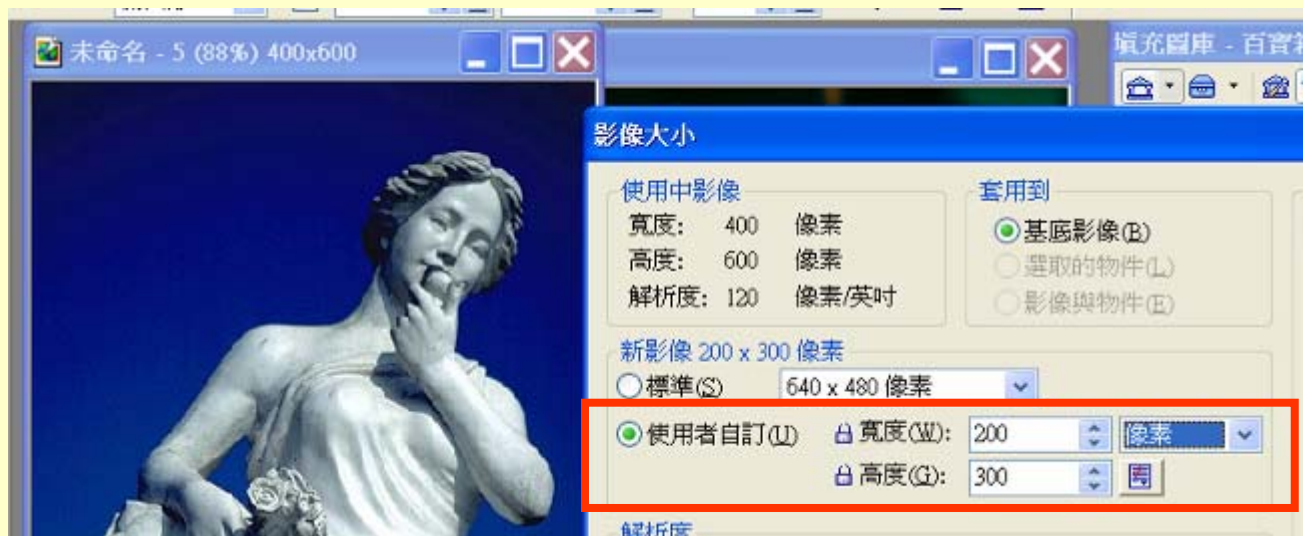 未命名 - 5 (88%) 400x600
填充圖庫 - 百寶
影像大小
使用中影像
寬度: 400 像素
高度: 600 像素
解析度: 120 像素/英吋
套用到
基底影像(B)
選取的物件(L)
影像與物件(E)
新影像 200 x 300 像素
標準(S) 640 x 480 像素
使用者自訂(U) 寬度(W): 200 像素
高度(G): 300
解析度